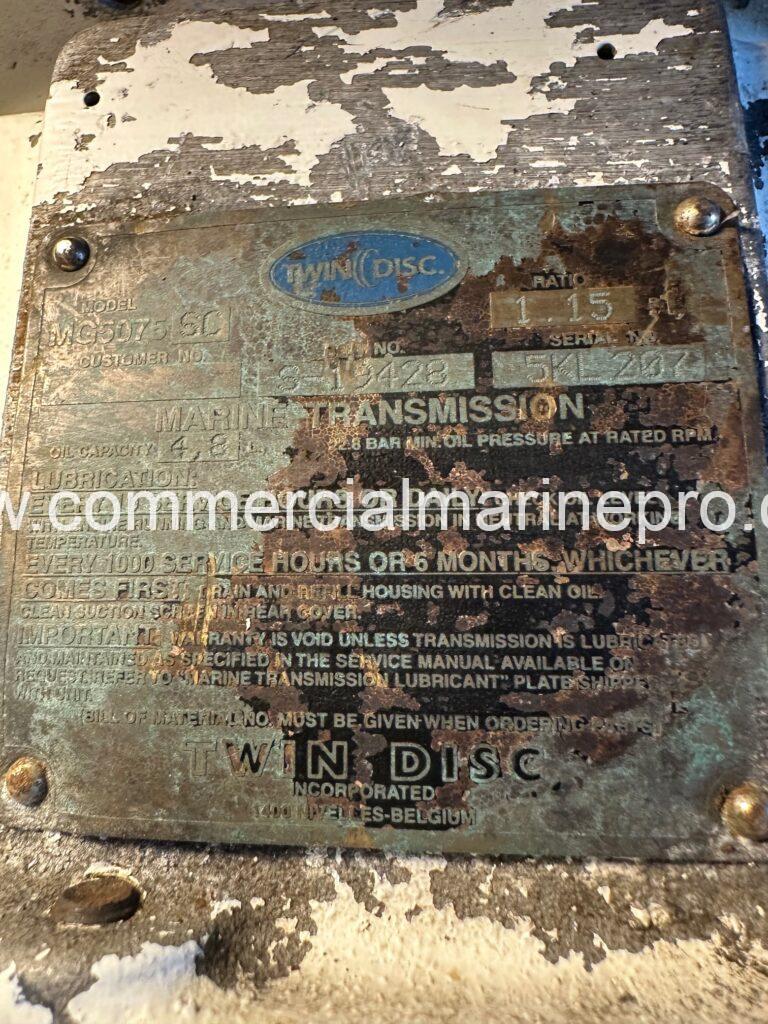 TWIN DISC.
MODEL
MG5075 SC
RATIO
1.15
CUSTOMER NO.
NO.
SERIAL
5KL 207
MARINE TRANSMISSION
OIL CAPACITY 4,8
BAR MIN. OIL PRESSURE AT RATED RPM
LUBRICATION:
www.commercialmarinepro.c
TEMPERATURE.
EVERY 1000 SERVICE HOURS OR 6 MONTHS, WHICHEVER
COMES FIRST, DRAIN AND REFILL HOUSING WITH CLEAN OIL.
CLEAN SUCTION SCREEN IN REAR COVER.
IMPORTANT: WARRANTY IS VOID UNLESS TRANSMISSION IS LUBRICATED
AND MAINTAINED AS SPECIFIED IN THE SERVICE MANUAL AVAILABLE ON
REQUEST. REFER TO "MARINE TRANSMISSION LUBRICANT" PLATE SHIPPED
WITH UNIT.
(BILL OF MATERIAL NO. MUST BE GIVEN WHEN ORDERING PARTS)
TWIN DISC
INCORPORATED
1400 NIVELLES-BELGIUM